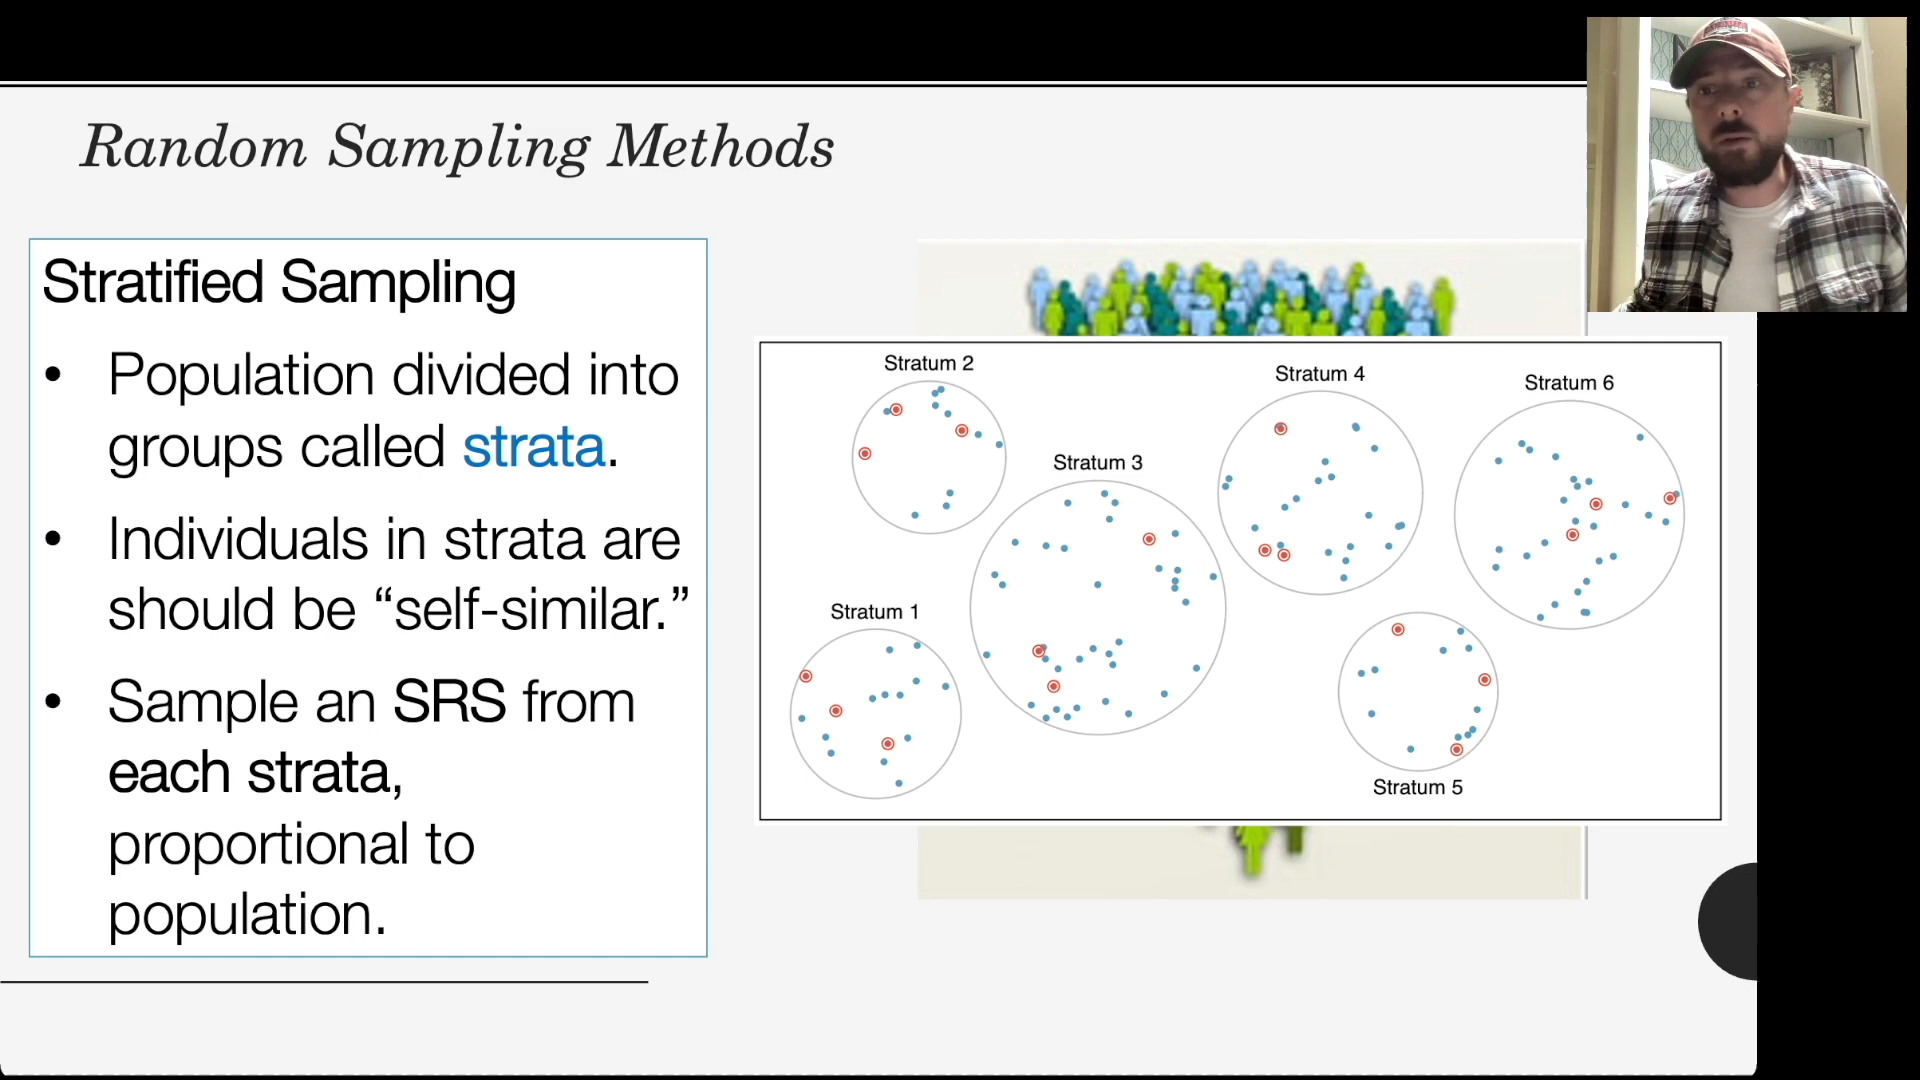 Random Sampling Methods
Stratified Sampling
• Population divided into
groups called strata.
• Individuals in strata are
should be “self-similar.”
• Sample an SRS from
each strata,
proportional to
population.
Stratum 2
Stratum 4
Stratum 6
Stratum 3
Stratum 1
Stratum 5